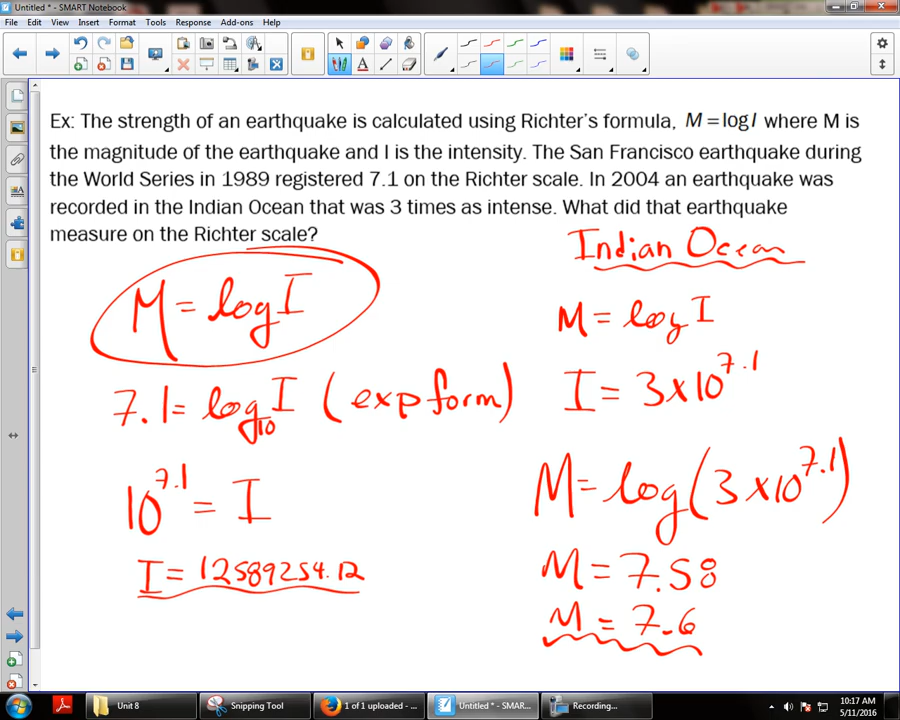 Untitled * - SMART Notebook
File Edit View Insert Format Tools Response Add-ons Help
Ex: The strength of an earthquake is calculated using Richter's formula, M = logI where M is
the magnitude of the earthquake and I is the intensity. The San Francisco earthquake during
the World Series in 1989 registered 7.1 on the Richter scale. In 2004 an earthquake was
recorded in the Indian Ocean that was 3 times as intense. What did that earthquake
measure on the Richter scale?
M = log I
7.1 = log₁₀ I (exp form)
10^7.1 = I
I = 12589254.12
Indian Ocean
M = log I
I = 3x10^7.1
M = log(3x10^7.1)
M = 7.58
M = 7.6
Unit 8
Snipping Tool
1 of 1 uploaded - ...
Untitled * - SMAR...
Recording...
10:17 AM
5/11/2016